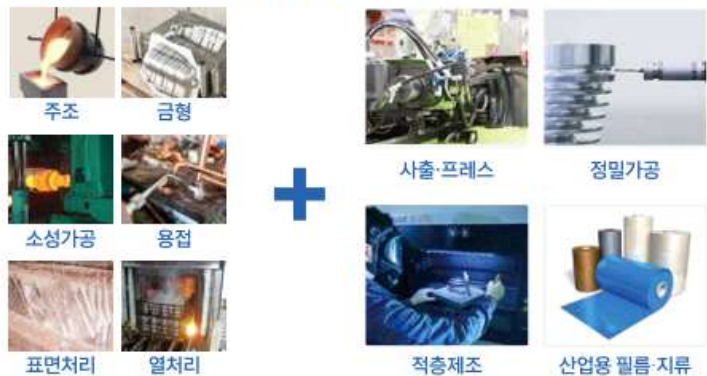 주조 금형
사출·프레스 정밀가공
소성가공 용접
표면처리 열처리
적층제조 산업용 필름·지류